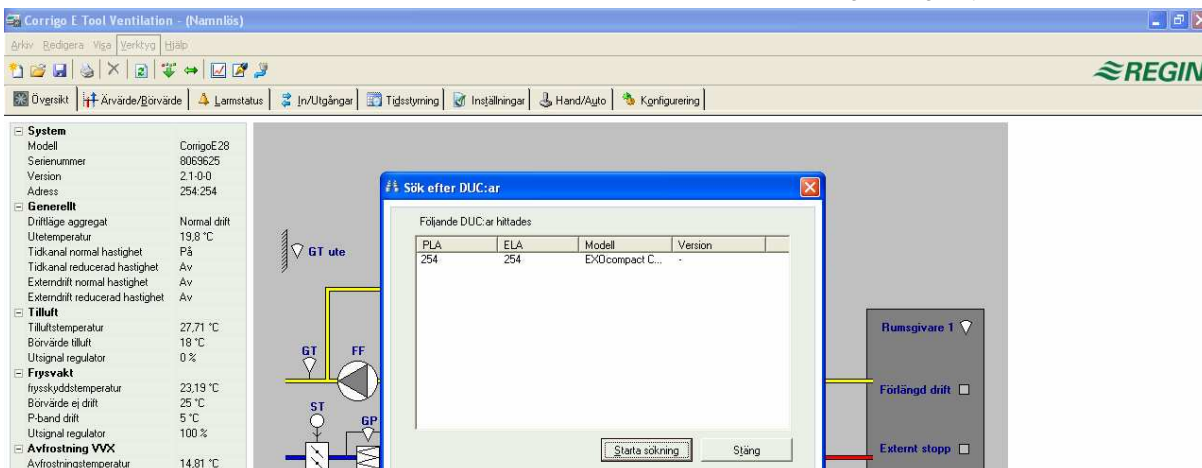 Corrigo E Tool Ventilation - (Namnlös)
Arkiv Redigera Visa Verktyg Hjälp
REGIN
Översikt Ärvärde/Börvärde Larmstatus In/Utgångar Tidsstyrning Inställningar Hand/Auto Konfigurering
System
Modell CorrigoE28
Serienummer 8069625
Version 2.1-0-0
Adress 254:254
Generellt
Driftläge aggregat Normal drift
Utetemperatur 19,8 °C
Tidkanal normal hastighet På
Tidkanal reducerad hastighet Av
Externdrift normal hastighet Av
Externdrift reducerad hastighet Av
Tilluft
Tilluftstemperatur 27,71 °C
Börvärde tilluft 18 °C
Utsignal regulator 0 %
Frysvakt
frysskyddstemperatur 23,19 °C
Börvärde ej drift 25 °C
P-band drift 5 °C
Utsignal regulator 100 %
Avfrostning VVX
Avfrostningstemperatur 14,81 °C
GT ute
GT FF
ST
GP
Sök efter DUC:ar
Följande DUC:ar hittades
PLA ELA Modell Version
254 254 EXOcompact C... -
Starta sökning Stäng
Rumsgivare 1
Förlängd drift
Externt stopp